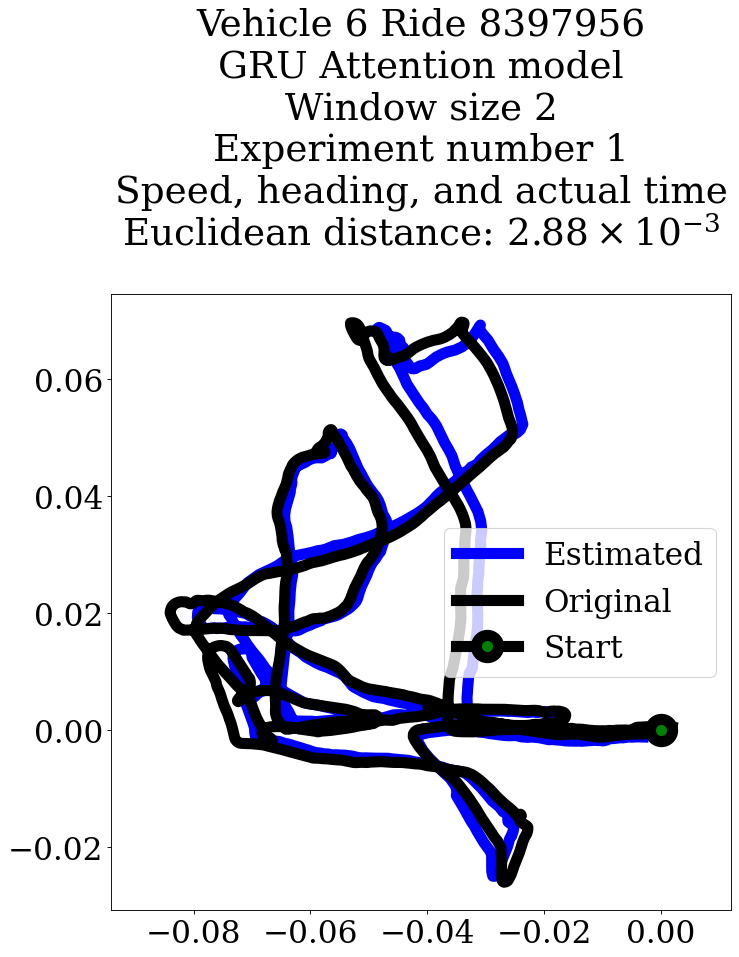 Vehicle 6 Ride 8397956
GRU Attention model
Window size 2
Experiment number 1
Speed, heading, and actual time
Euclidean distance: 2.88 × 10⁻³
0.06
0.04
0.02
0.00
−0.02
Estimated
Original
Start
−0.08 −0.06 −0.04 −0.02 0.00